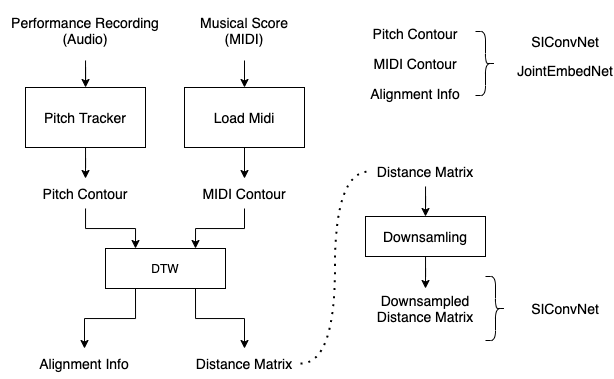 Performance Recording
(Audio)
Musical Score
(MIDI)
Pitch Tracker
Load Midi
Pitch Contour
MIDI Contour
DTW
Alignment Info
Distance Matrix
Pitch Contour
MIDI Contour
Alignment Info
SIConvNet
JointEmbedNet
Distance Matrix
Downsamling
Downsampled
Distance Matrix
SIConvNet